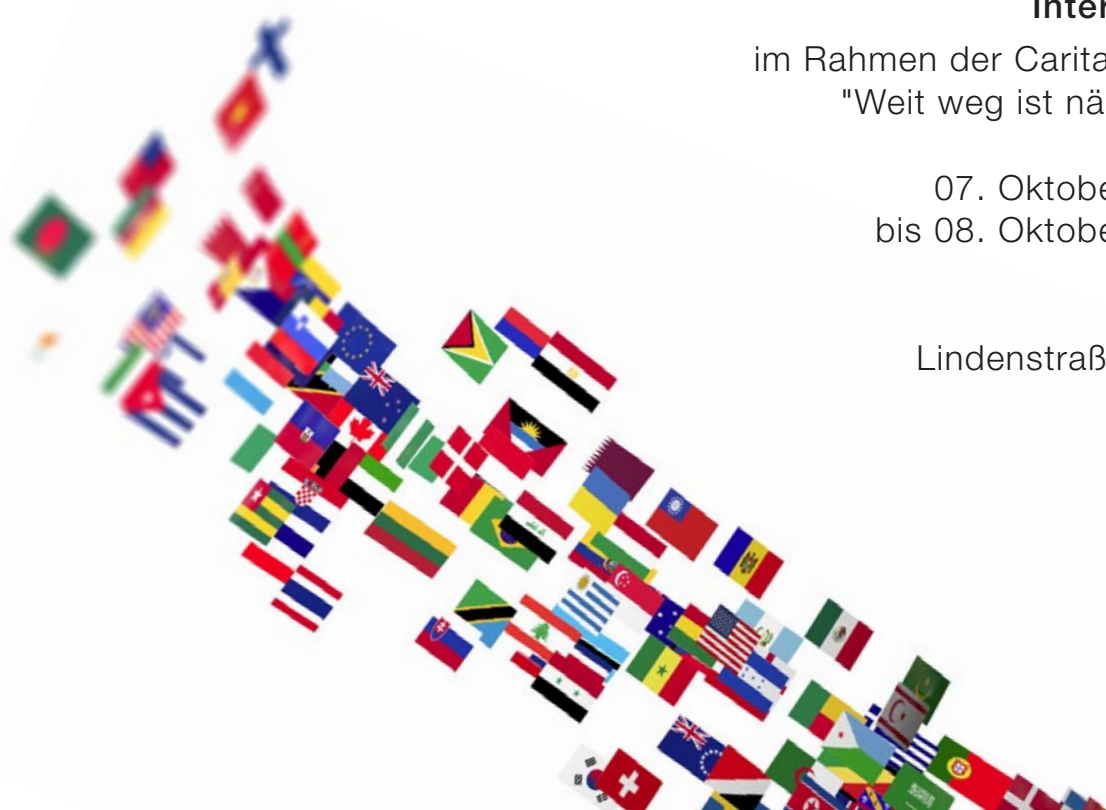 Inter
im Rahmen der Carita
"Weit weg ist nä
07. Oktobe
bis 08. Oktobe
Lindenstraß